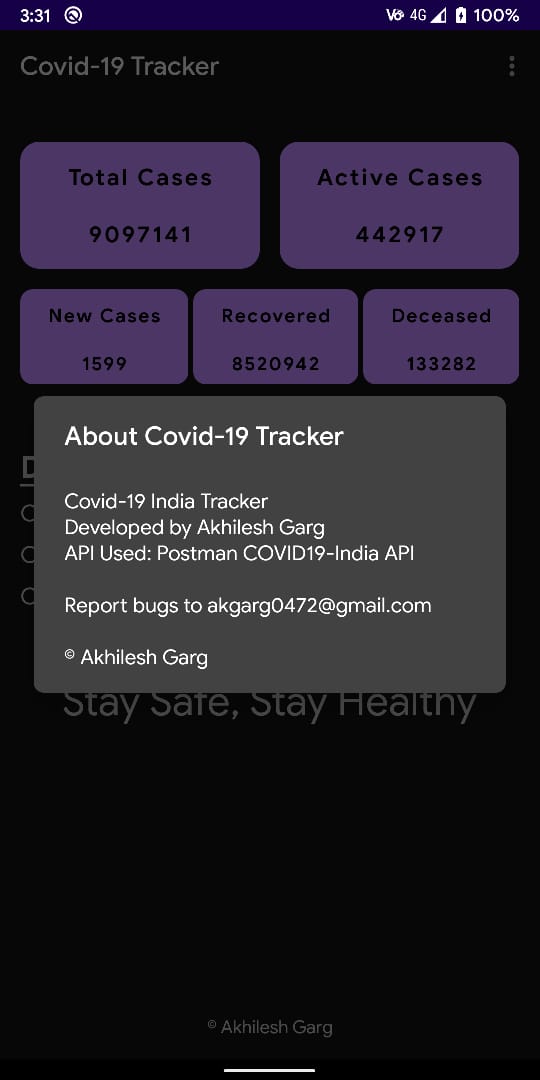 3:31 4G 100%
Covid-19 Tracker
Total Cases Active Cases
9097141 442917
New Cases Recovered Deceased
1599 8520942 133282
About Covid-19 Tracker
Covid-19 India Tracker
Developed by Akhilesh Garg
API Used: Postman COVID19-India API
Report bugs to akgarg0472@gmail.com
© Akhilesh Garg
Stay Safe, Stay Healthy
© Akhilesh Garg